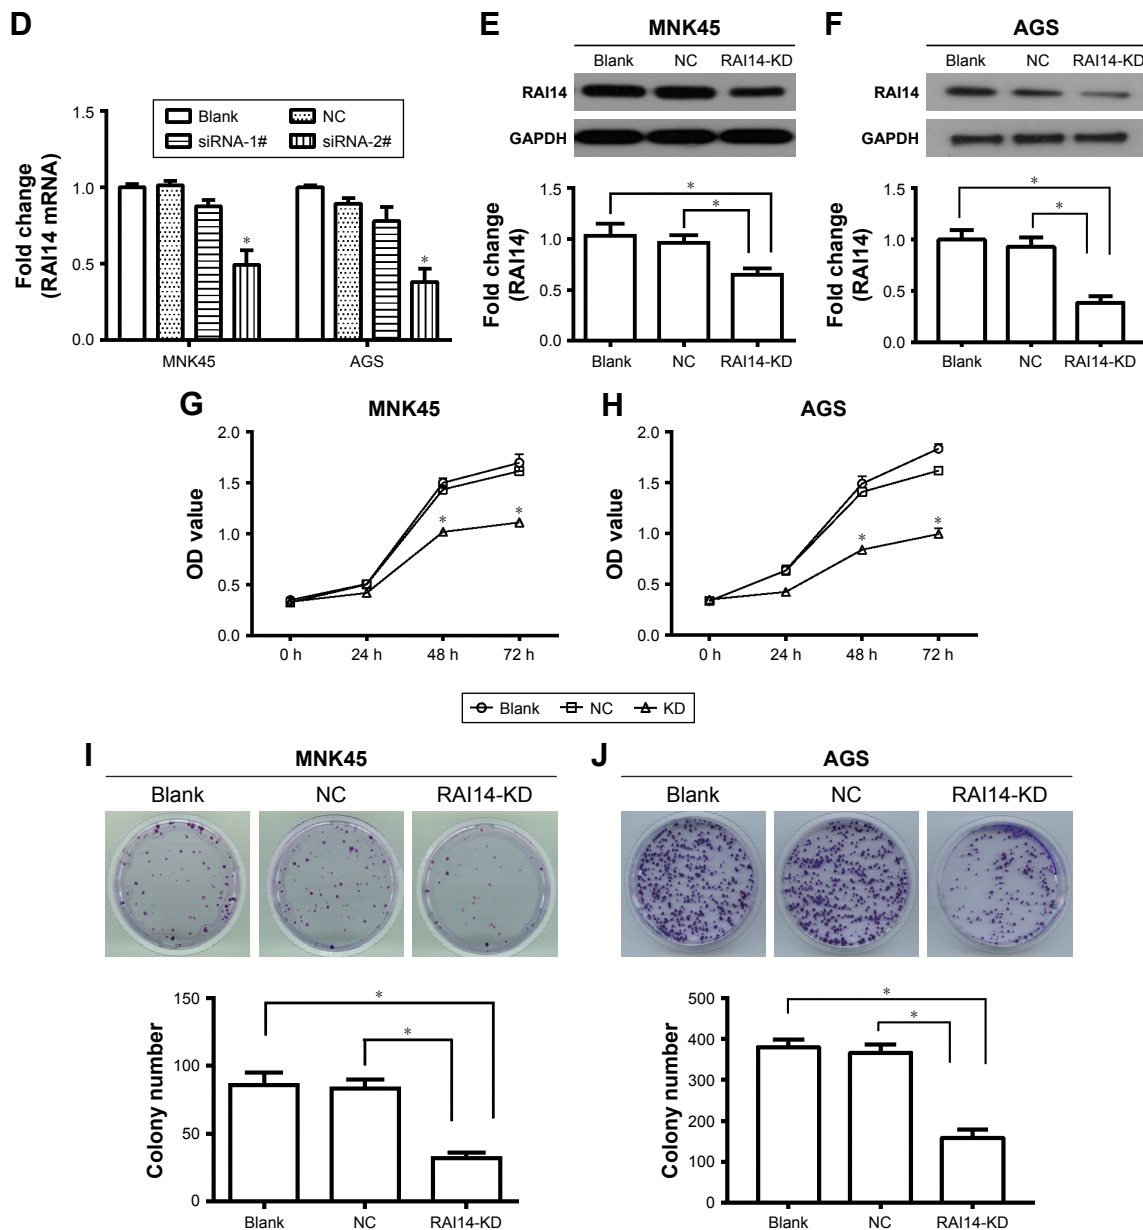 D
Blank
NC
siRNA-1#
siRNA-2#
Fold change
(RAI14 mRNA)
1.5
1.0
0.5
0.0
*
*
MNK45
AGS
E
MNK45
Blank
NC
RAI14-KD
RAI14
GAPDH
Fold change
(RAI14)
1.5
1.0
0.5
0.0
*
*
Blank
NC
RAI14-KD
F
AGS
Blank
NC
RAI14-KD
RAI14
GAPDH
Fold change
(RAI14)
1.5
1.0
0.5
0.0
*
*
Blank
NC
RAI14-KD
G
MNK45
OD value
2.0
1.5
1.0
0.5
0.0
*
*
0 h
24 h
48 h
72 h
H
AGS
OD value
2.0
1.5
1.0
0.5
0.0
*
*
0 h
24 h
48 h
72 h
Blank
NC
KD
I
MNK45
Blank
NC
RAI14-KD
Colony number
150
100
50
0
*
*
Blank
NC
RAI14-KD
J
AGS
Blank
NC
RAI14-KD
Colony number
500
400
300
200
100
0
*
*
Blank
NC
RAI14-KD